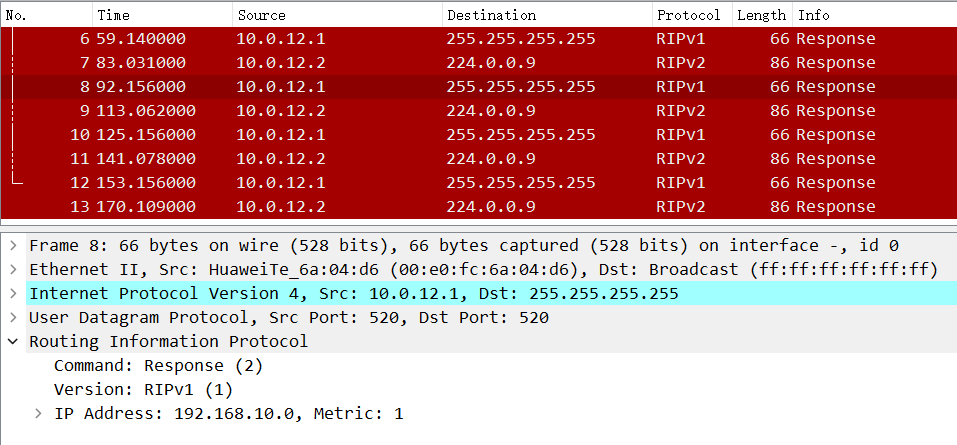 No. Time Source Destination Protocol Length Info
6 59.140000 10.0.12.1 255.255.255.255 RIPv1 66 Response
7 83.031000 10.0.12.2 224.0.0.9 RIPv2 86 Response
8 92.156000 10.0.12.1 255.255.255.255 RIPv1 66 Response
9 113.062000 10.0.12.2 224.0.0.9 RIPv2 86 Response
10 125.156000 10.0.12.1 255.255.255.255 RIPv1 66 Response
11 141.078000 10.0.12.2 224.0.0.9 RIPv2 86 Response
12 153.156000 10.0.12.1 255.255.255.255 RIPv1 66 Response
13 170.109000 10.0.12.2 224.0.0.9 RIPv2 86 Response
Frame 8: 66 bytes on wire (528 bits), 66 bytes captured (528 bits) on interface -, id 0
Ethernet II, Src: HuaweiTe_6a:04:d6 (00:e0:fc:6a:04:d6), Dst: Broadcast (ff:ff:ff:ff:ff:ff)
Internet Protocol Version 4, Src: 10.0.12.1, Dst: 255.255.255.255
User Datagram Protocol, Src Port: 520, Dst Port: 520
Routing Information Protocol
Command: Response (2)
Version: RIPv1 (1)
IP Address: 192.168.10.0, Metric: 1